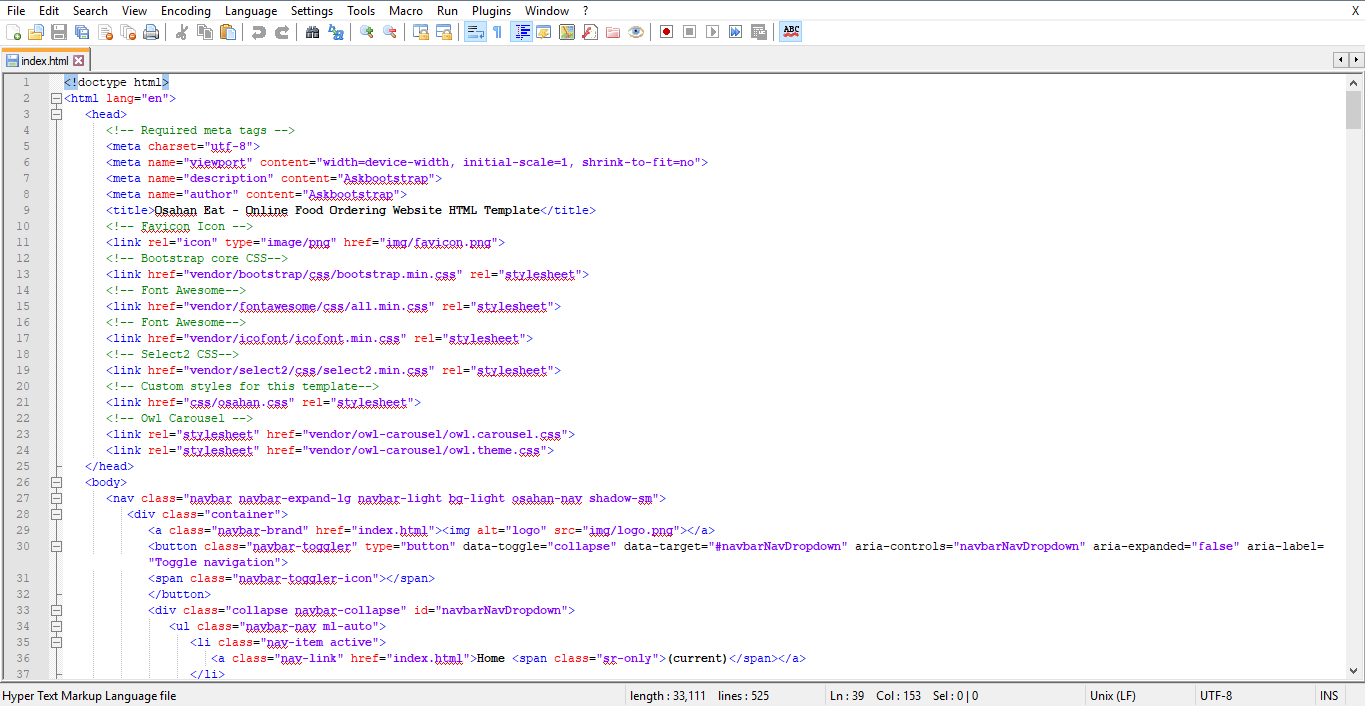 File Edit Search View Encoding Language Settings Tools Macro Run Plugins Window ? X
ABC
index.html
1 <!doctype html>
2 <html lang="en">
3 <head>
4 <!-- Required meta tags -->
5 <meta charset="utf-8">
6 <meta name="viewport" content="width=device-width, initial-scale=1, shrink-to-fit=no">
7 <meta name="description" content="Askbootstrap">
8 <meta name="author" content="Askbootstrap">
9 <title>Osahan Eat - Online Food Ordering Website HTML Template</title>
10 <!-- Favicon Icon -->
11 <link rel="icon" type="image/png" href="img/favicon.png">
12 <!-- Bootstrap core CSS-->
13 <link href="vendor/bootstrap/css/bootstrap.min.css" rel="stylesheet">
14 <!-- Font Awesome-->
15 <link href="vendor/fontawesome/css/all.min.css" rel="stylesheet">
16 <!-- Font Awesome-->
17 <link href="vendor/icofont/icofont.min.css" rel="stylesheet">
18 <!-- Select2 CSS-->
19 <link href="vendor/select2/css/select2.min.css" rel="stylesheet">
20 <!-- Custom styles for this template-->
21 <link href="css/osahan.css" rel="stylesheet">
22 <!-- Owl Carousel -->
23 <link rel="stylesheet" href="vendor/owl-carousel/owl.carousel.css">
24 <link rel="stylesheet" href="vendor/owl-carousel/owl.theme.css">
25 </head>
26 <body>
27 <nav class="navbar navbar-expand-lg navbar-light bg-light osahan-nav shadow-sm">
28 <div class="container">
29 <a class="navbar-brand" href="index.html"><img alt="logo" src="img/logo.png"></a>
30 <button class="navbar-toggler" type="button" data-toggle="collapse" data-target="#navbarNavDropdown" aria-controls="navbarNavDropdown" aria-expanded="false" aria-label=
"Toggle navigation">
31 <span class="navbar-toggler-icon"></span>
32 </button>
33 <div class="collapse navbar-collapse" id="navbarNavDropdown">
34 <ul class="navbar-nav ml-auto">
35 <li class="nav-item active">
36 <a class="nav-link" href="index.html">Home <span class="sr-only">(current)</span></a>
37 </li>
Hyper Text Markup Language file length : 33,111 lines : 525 Ln : 39 Col : 153 Sel : 0 | 0 Unix (LF) UTF-8 INS